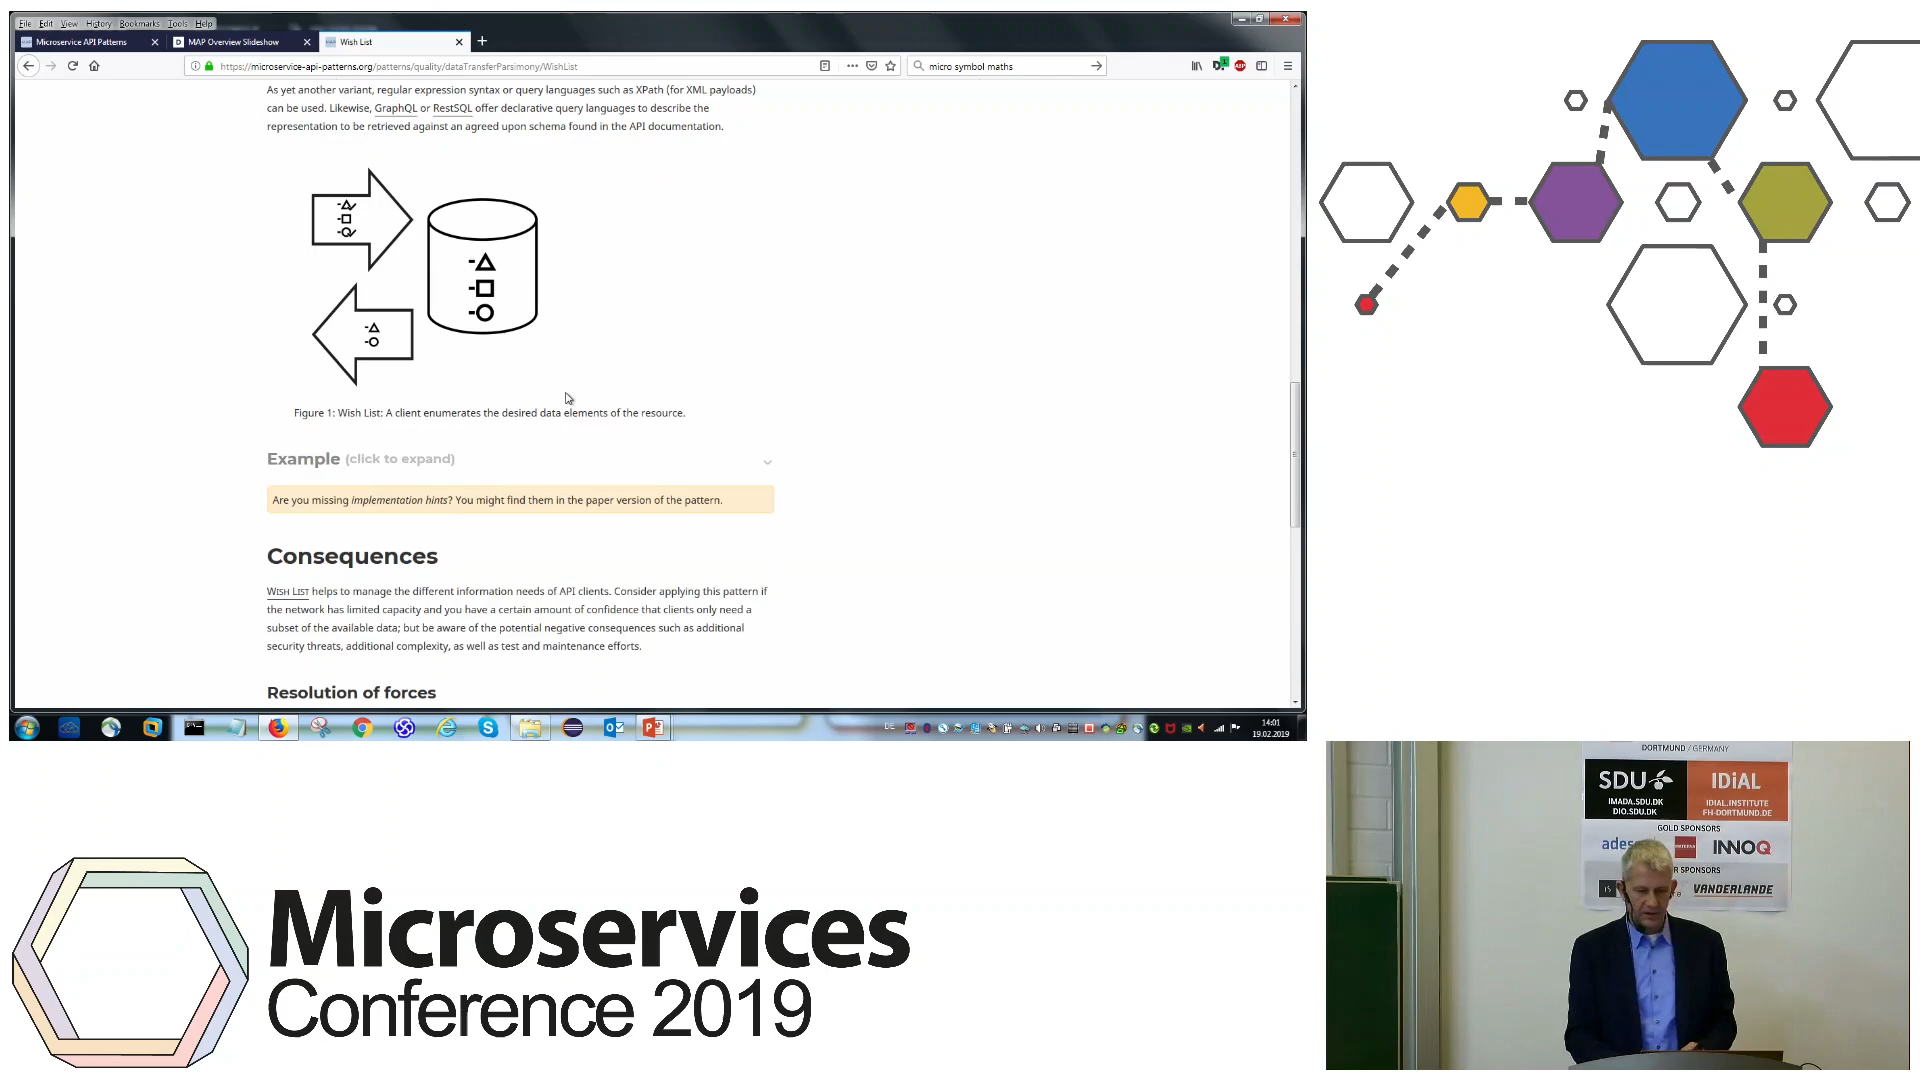 File Edit View History Bookmarks Tools Help
Microservice API Patterns
MAP Overview Slideshow
Wish List
https://microservice-api-patterns.org/patterns/quality/dataTransferParsimony/WishList
micro symbol maths
As yet another variant, regular expression syntax or query languages such as XPath (for XML payloads)
can be used. Likewise, GraphQL or RestSQL offer declarative query languages to describe the
representation to be retrieved against an agreed upon schema found in the API documentation.
Figure 1: Wish List: A client enumerates the desired data elements of the resource.
Example (click to expand)
Are you missing implementation hints? You might find them in the paper version of the pattern.
Consequences
Wish List helps to manage the different information needs of API clients. Consider applying this pattern if
the network has limited capacity and you have a certain amount of confidence that clients only need a
subset of the available data; but be aware of the potential negative consequences such as additional
security threats, additional complexity, as well as test and maintenance efforts.
Resolution of forces
DE
14:01
19.02.2019
DORTMUND / GERMANY
SDU
IDiAL
IMADA.SDU.DK
DIO.SDU.DK
IDIAL.INSTITUTE
FH-DORTMUND.DE
GOLD SPONSORS
INNOQ
SPONSORS
VANDERLANDE
Microservices
Conference 2019